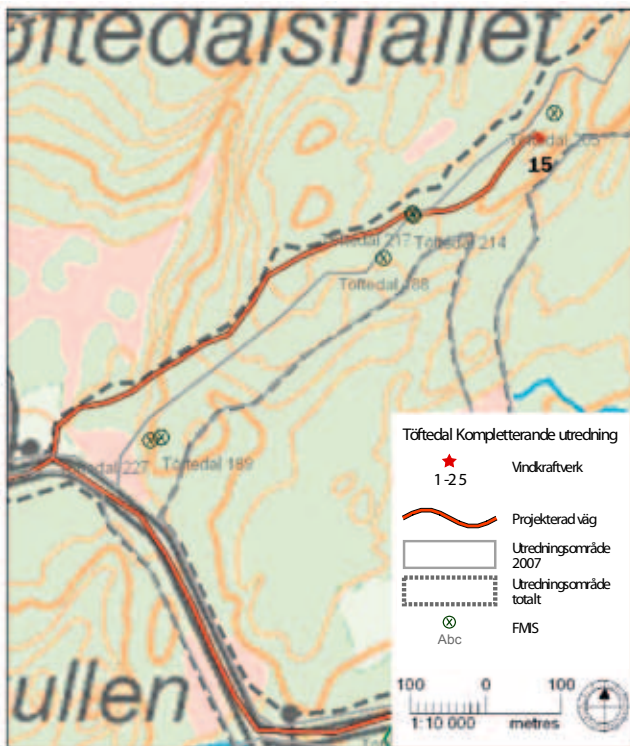 öftedalsfjället
Töftedal 205
15
Töftedal 217 Töftedal 214
Töftedal 188
Töftedal 227 Töftedal 189
ullen
Töftedal Kompletterande utredning
1-25 Vindkraftverk
Projekterad väg
Utredningsområde
2007
Utredningsområde
totalt
Abc FMIS
100 0 100
1:10 000 metres